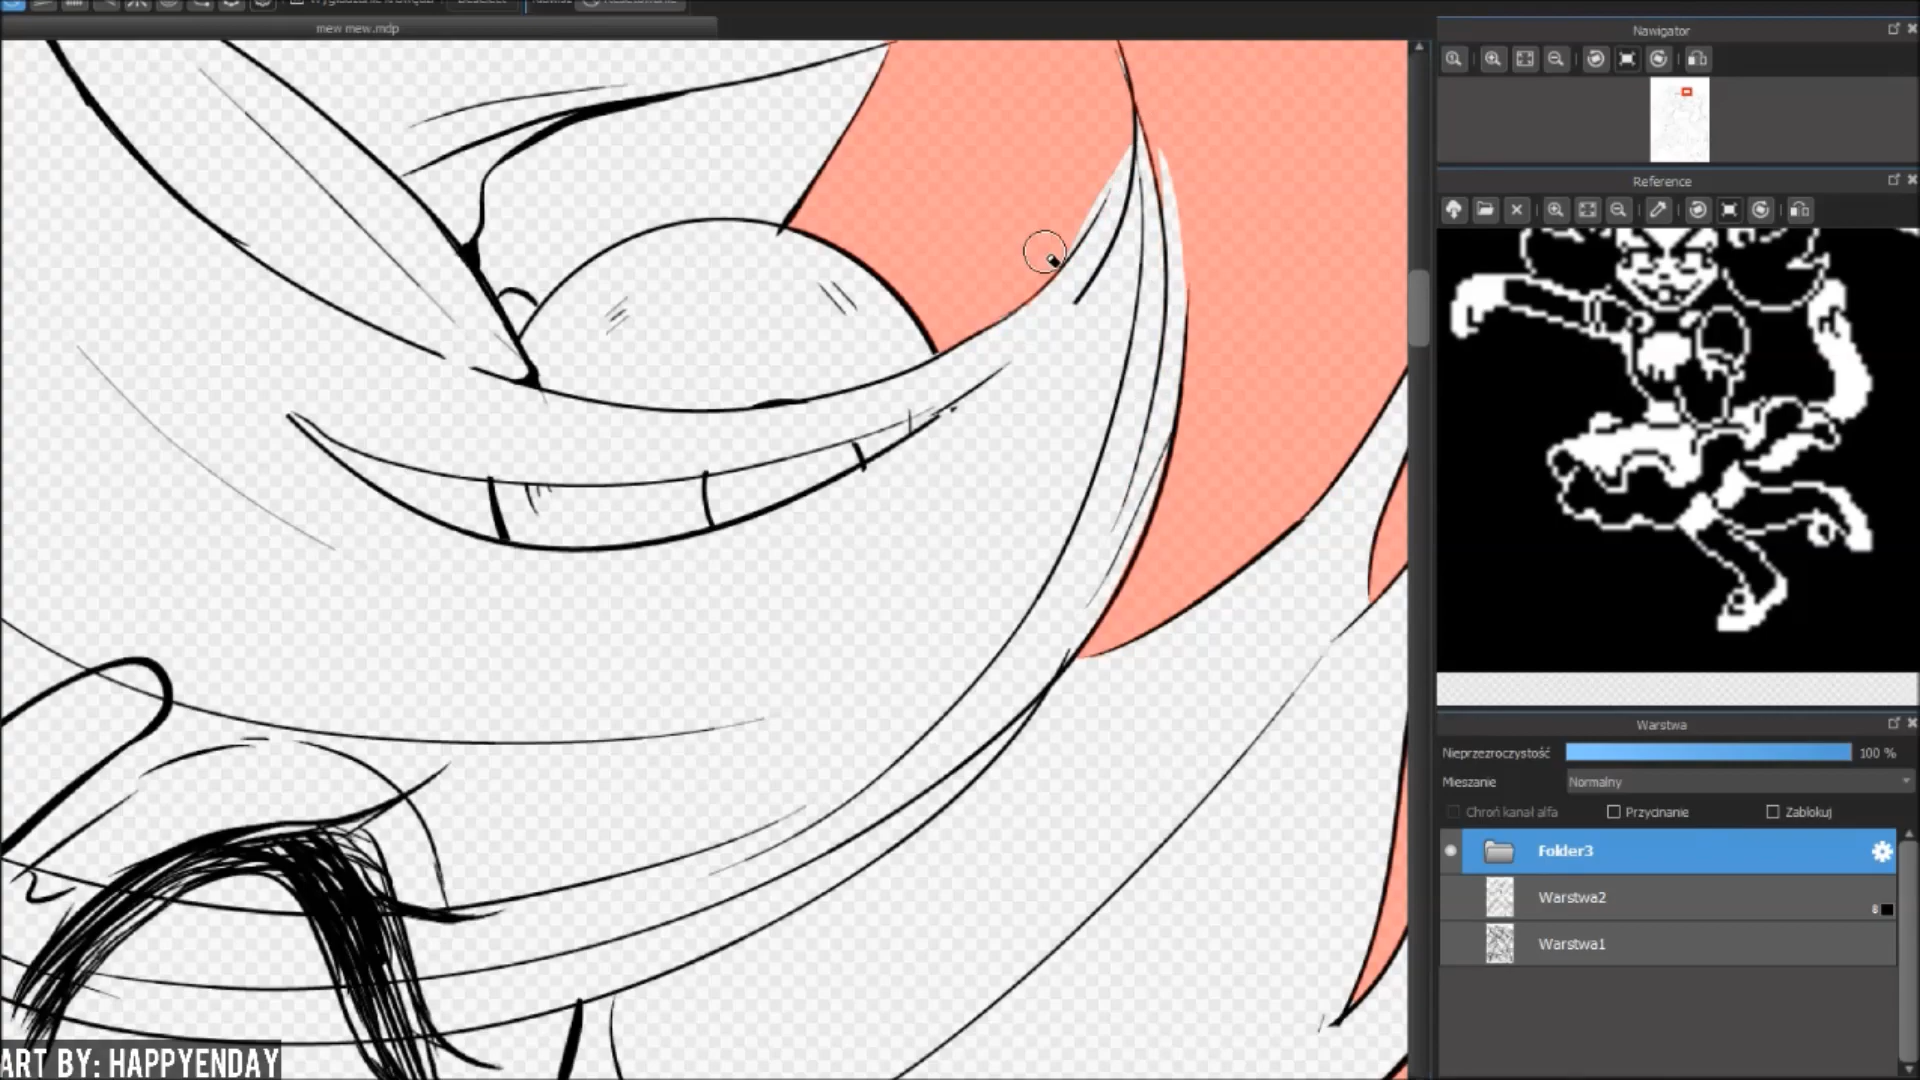 mew mew.mdp
Nawigator
Reference
Warstwa
Nieprzezroczystość 100 %
Mieszanie Normalny
Chroń kanał alfa Przycinanie Zablokuj
Folder3
Warstwa2
8
Warstwa1
ART BY: HAPPYENDAY